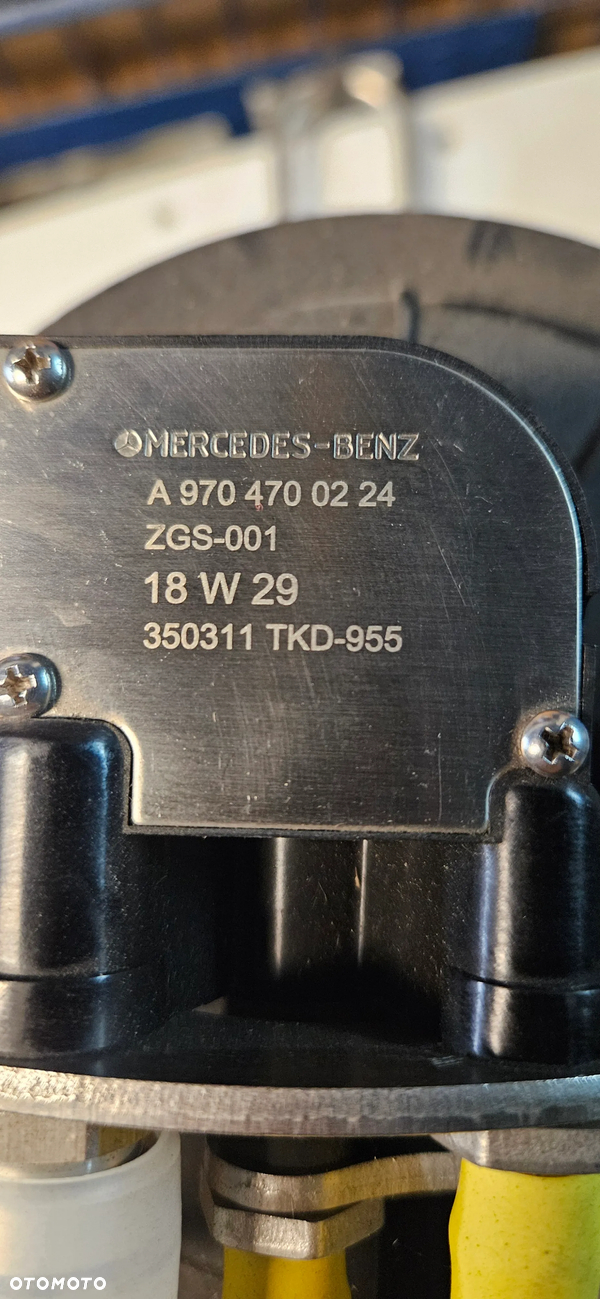 MERCEDES-BENZ
A 970 470 02 24
ZGS-001
18 W 29
350311 TKD-955
OTOMOTO